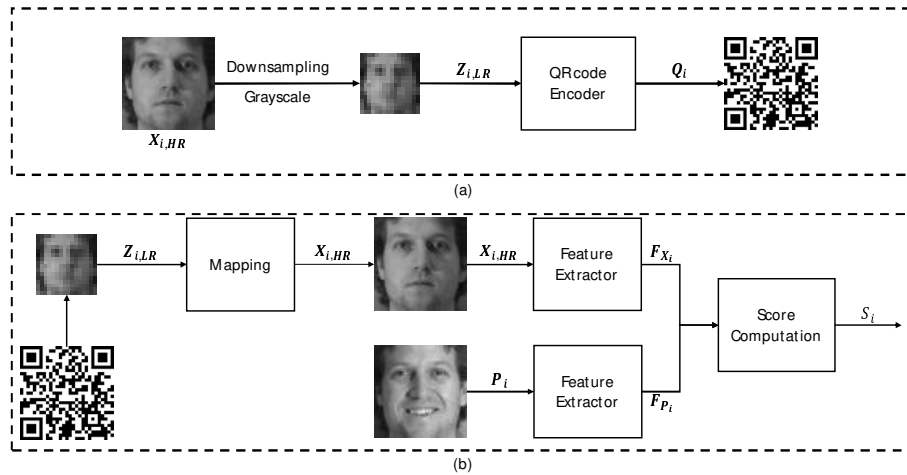 Downsampling
Grayscale
Z_{i,LR}
QRcode
Encoder
Q_i
X_{i,HR}
(a)
Z_{i,LR}
Mapping
X_{i,HR}
X_{i,HR}
Feature
Extractor
F_{X_i}
Score
Computation
S_i
P_i
Feature
Extractor
F_{P_i}
(b)